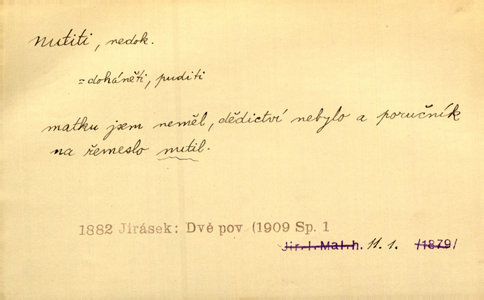 nutiti, nedok.
= doháněti, puditi
matku jsem neměl, dědictví nebylo a poručník
na řemeslo nutil.
1882 Jirásek: Dvě pov (1909 Sp. 1
Jir. I. Mal. h. 11. 1. /1879/